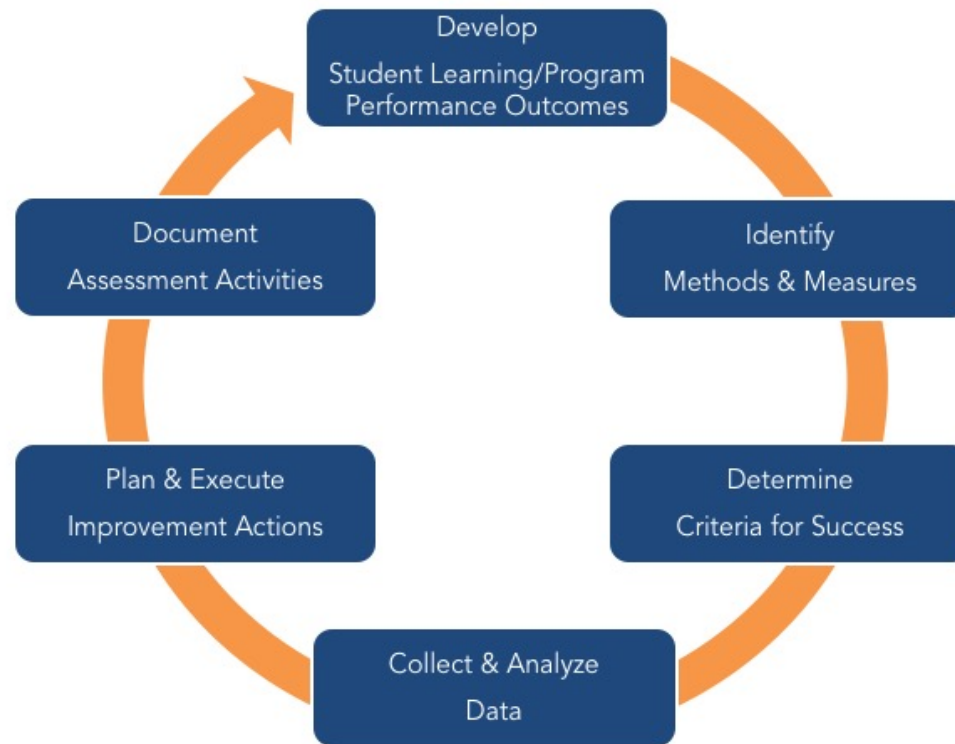 Develop
Student Learning/Program
Performance Outcomes
Identify
Methods & Measures
Determine
Criteria for Success
Collect & Analyze
Data
Plan & Execute
Improvement Actions
Document
Assessment Activities